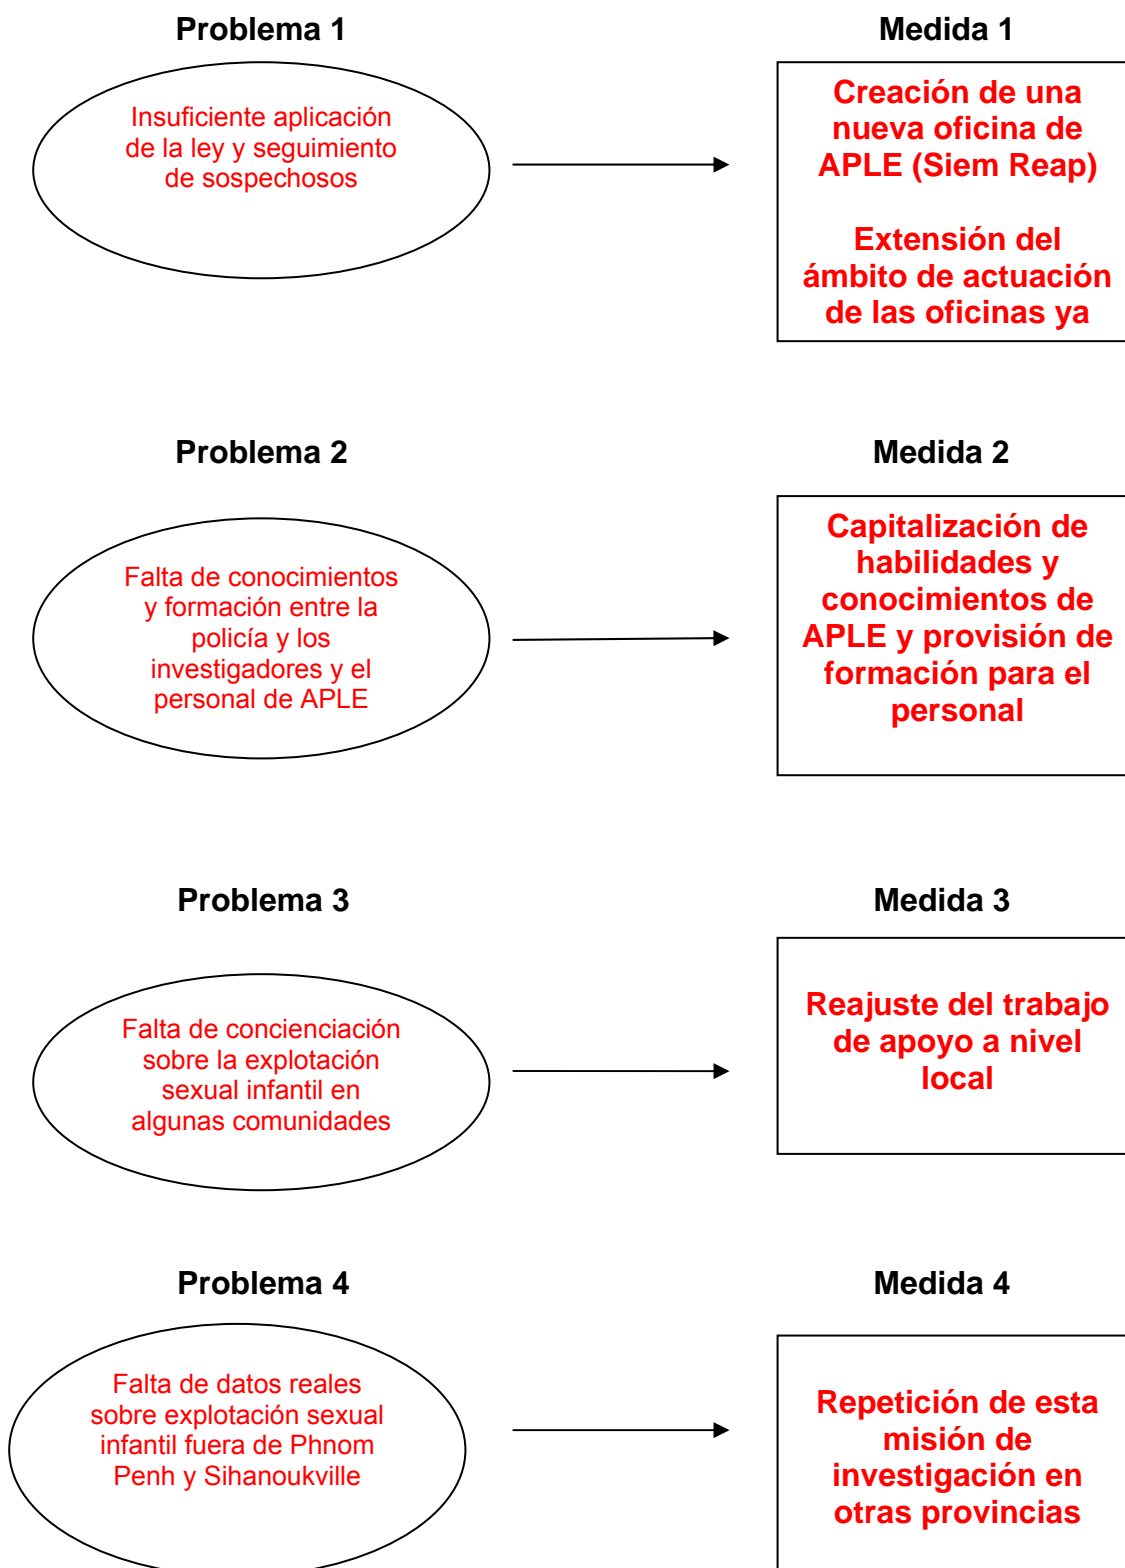 Problema 1
Medida 1
Insuficiente aplicación
de la ley y seguimiento
de sospechosos
Creación de una
nueva oficina de
APLE (Siem Reap)
Extensión del
ámbito de actuación
de las oficinas ya
Problema 2
Medida 2
Falta de conocimientos
y formación entre la
policía y los
investigadores y el
personal de APLE
Capitalización de
habilidades y
conocimientos de
APLE y provisión de
formación para el
personal
Problema 3
Medida 3
Falta de concienciación
sobre la explotación
sexual infantil en
algunas comunidades
Reajuste del trabajo
de apoyo a nivel
local
Problema 4
Medida 4
Falta de datos reales
sobre explotación sexual
infantil fuera de Phnom
Penh y Sihanoukville
Repetición de esta
misión de
investigación en
otras provincias